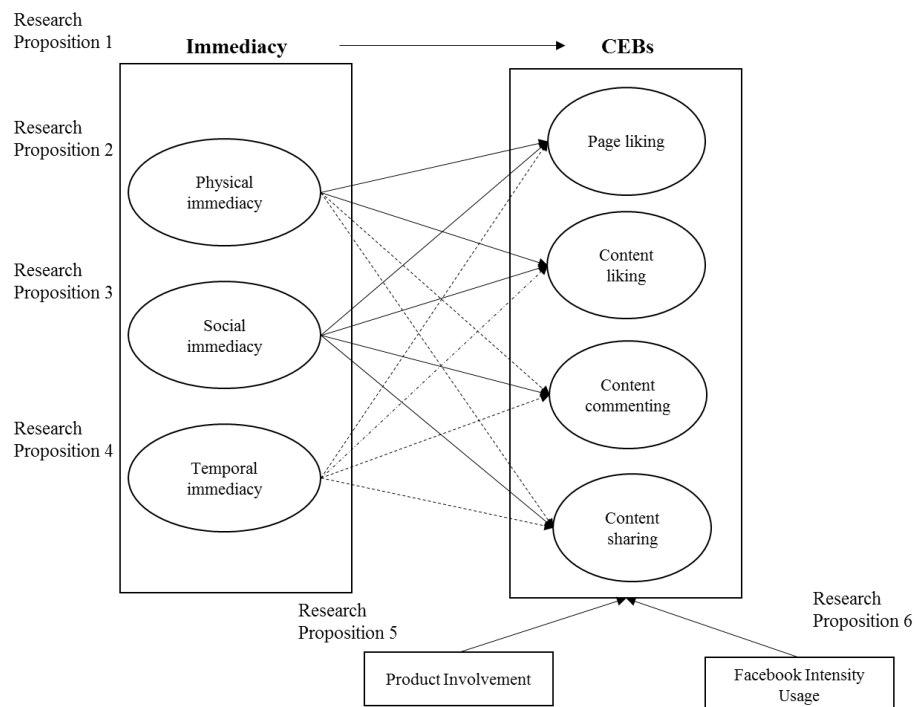 Research
Proposition 1
Immediacy
CEBs
Research
Proposition 2
Physical
immediacy
Page liking
Content
liking
Research
Proposition 3
Social
immediacy
Content
commenting
Research
Proposition 4
Temporal
immediacy
Content
sharing
Research
Proposition 5
Research
Proposition 6
Product Involvement
Facebook Intensity
Usage